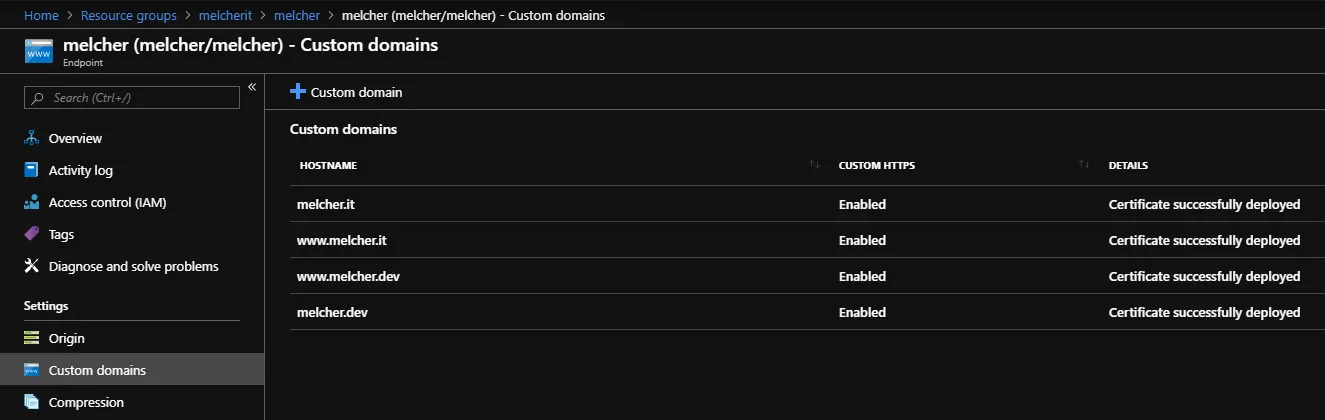 Home > Resource groups > melcherit > melcher > melcher (melcher/melcher) - Custom domains
www
melcher (melcher/melcher) - Custom domains
Endpoint
Search (Ctrl+/)
«
Overview
Activity log
Access control (IAM)
Tags
Diagnose and solve problems
Settings
Origin
Custom domains
Compression
+ Custom domain
Custom domains
HOSTNAME ↑↓ CUSTOM HTTPS ↑↓ DETAILS
melcher.it Enabled Certificate successfully deployed
www.melcher.it Enabled Certificate successfully deployed
www.melcher.dev Enabled Certificate successfully deployed
melcher.dev Enabled Certificate successfully deployed